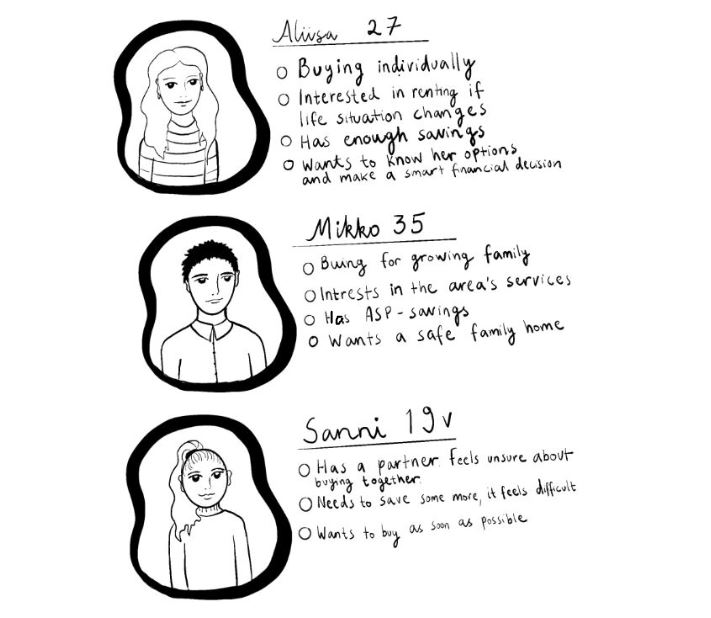 Aliisa 27
Buying individually
Interested in renting if
life situation changes
Has enough savings
Wants to know her options
and make a smart financial decision
Mikko 35
Buing for growing family
Intrests in the area's services
Has ASP-savings
Wants a safe family home
Sanni 19v
Has a partner. feels unsure about
buying together.
Needs to save some more, it feels difficult
Wants to buy as soon as possible